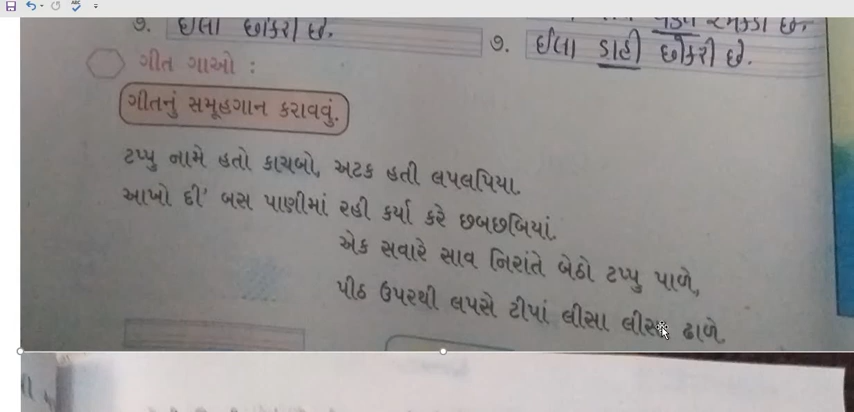 ૭. ઈલા છોકરી છે.
૨મકડા છે.
૭. ઈલા ડાહી છોકરી છે.
ગીત ગાઓ :
ગીતનું સમૂહગાન કરાવવું.
ટપ્પુ નામે હતો કાચબો, અટક હતી લપલપિયા.
આખો દી' બસ પાણીમાં રહી કર્યા કરે છબછબિયાં.
એક સવારે સાવ નિરાંતે બેઠો ટપ્પુ પાળે,
પીઠ ઉપરથી લપસે ટીપાં લીસા લીસા ઢાળે.